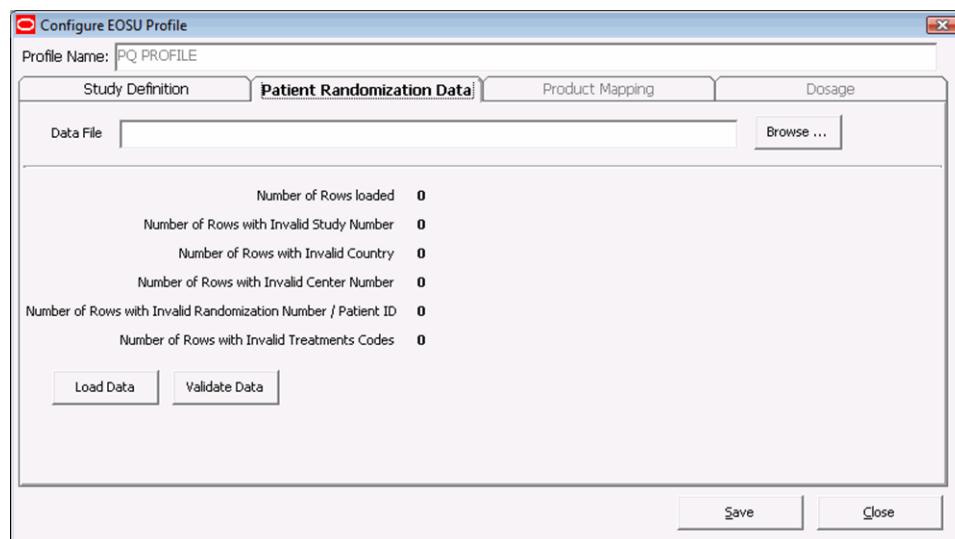 Configure EOSU Profile
Profile Name: PQ PROFILE
Study Definition Patient Randomization Data Product Mapping Dosage
Data File Browse ...
Number of Rows loaded 0
Number of Rows with Invalid Study Number 0
Number of Rows with Invalid Country 0
Number of Rows with Invalid Center Number 0
Number of Rows with Invalid Randomization Number / Patient ID 0
Number of Rows with Invalid Treatments Codes 0
Load Data Validate Data
Save Close